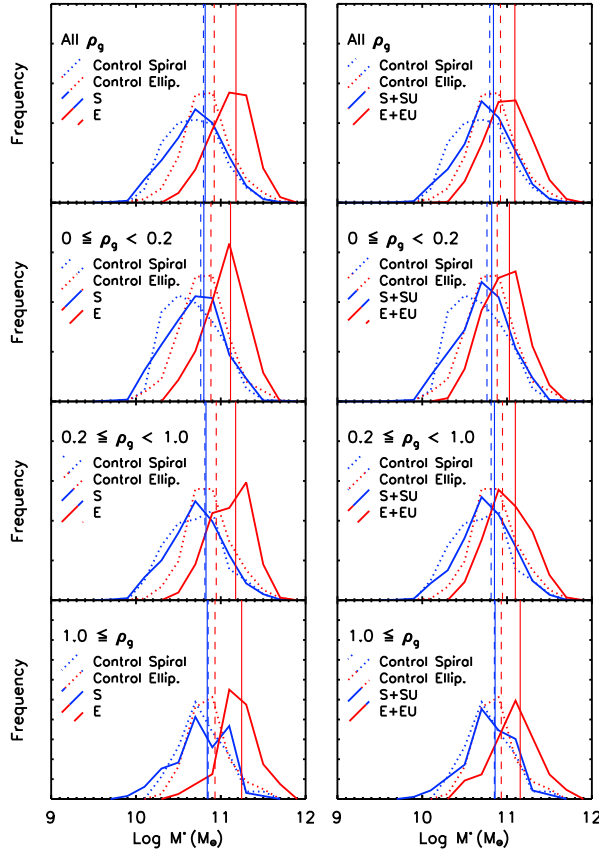 All ρg
Control Spiral
Control Ellip.
S
E
Frequency
All ρg
Control Spiral
Control Ellip.
S+SU
E+EU
Frequency
0 ≦ ρg < 0.2
Control Spiral
Control Ellip.
S
E
Frequency
0 ≦ ρg < 0.2
Control Spiral
Control Ellip.
S+SU
E+EU
Frequency
0.2 ≦ ρg < 1.0
Control Spiral
Control Ellip.
S
E
Frequency
0.2 ≦ ρg < 1.0
Control Spiral
Control Ellip.
S+SU
E+EU
Frequency
1.0 ≦ ρg
Control Spiral
Control Ellip.
S
E
Frequency
1.0 ≦ ρg
Control Spiral
Control Ellip.
S+SU
E+EU
Frequency
9 10 11 12
Log M*(M⊙)
9 10 11 12
Log M*(M⊙)